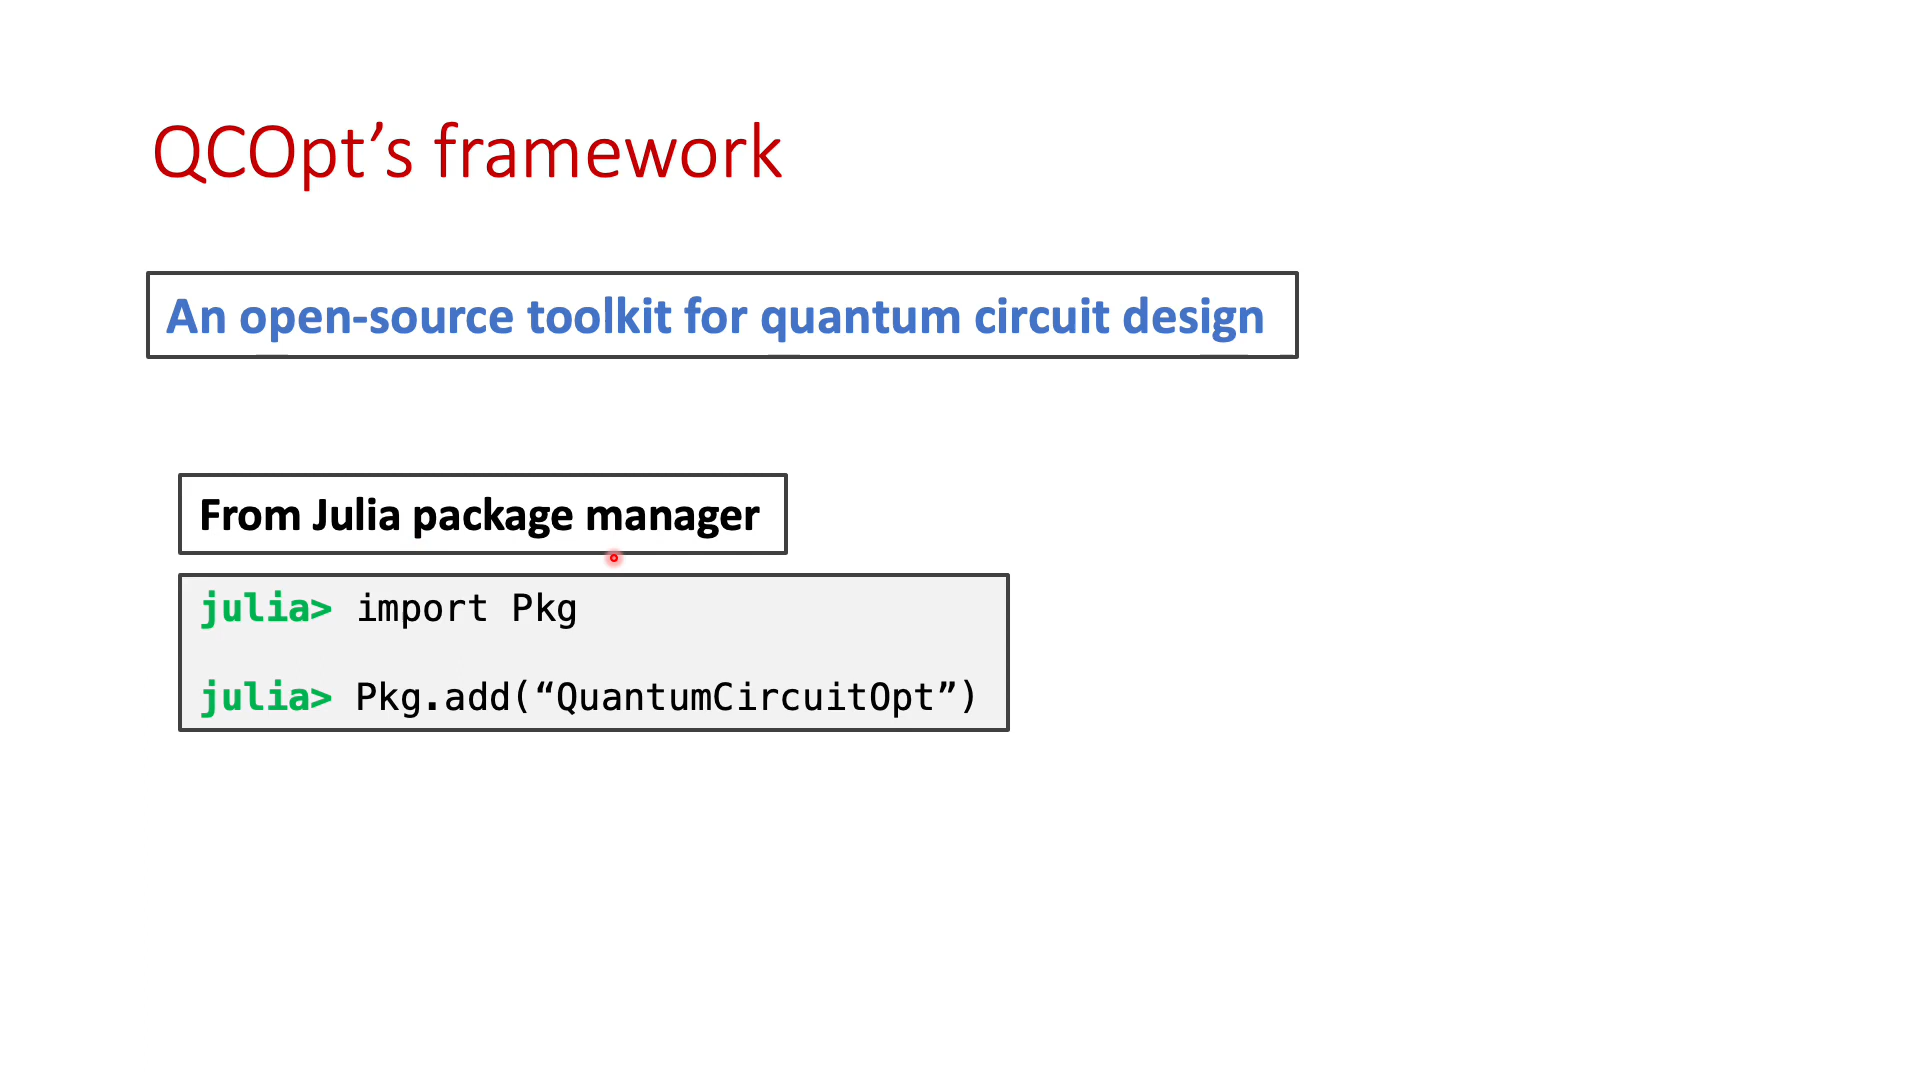 QCOpt’s framework
An open-source toolkit for quantum circuit design
From Julia package manager
julia> import Pkg
julia> Pkg.add(“QuantumCircuitOpt”)